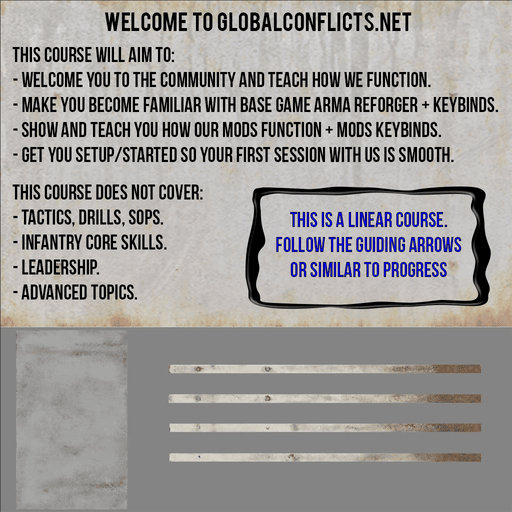 WELCOME TO GLOBALCONFLICTS.NET
THIS COURSE WILL AIM TO:
- WELCOME YOU TO THE COMMUNITY AND TEACH HOW WE FUNCTION.
- MAKE YOU BECOME FAMILIAR WITH BASE GAME ARMA REFORGER + KEYBINDS.
- SHOW AND TEACH YOU HOW OUR MODS FUNCTION + MODS KEYBINDS.
- GET YOU SETUP/STARTED SO YOUR FIRST SESSION WITH US IS SMOOTH.
THIS COURSE DOES NOT COVER:
- TACTICS, DRILLS, SOPS.
- INFANTRY CORE SKILLS.
- LEADERSHIP.
- ADVANCED TOPICS.
THIS IS A LINEAR COURSE.
FOLLOW THE GUIDING ARROWS
OR SIMILAR TO PROGRESS